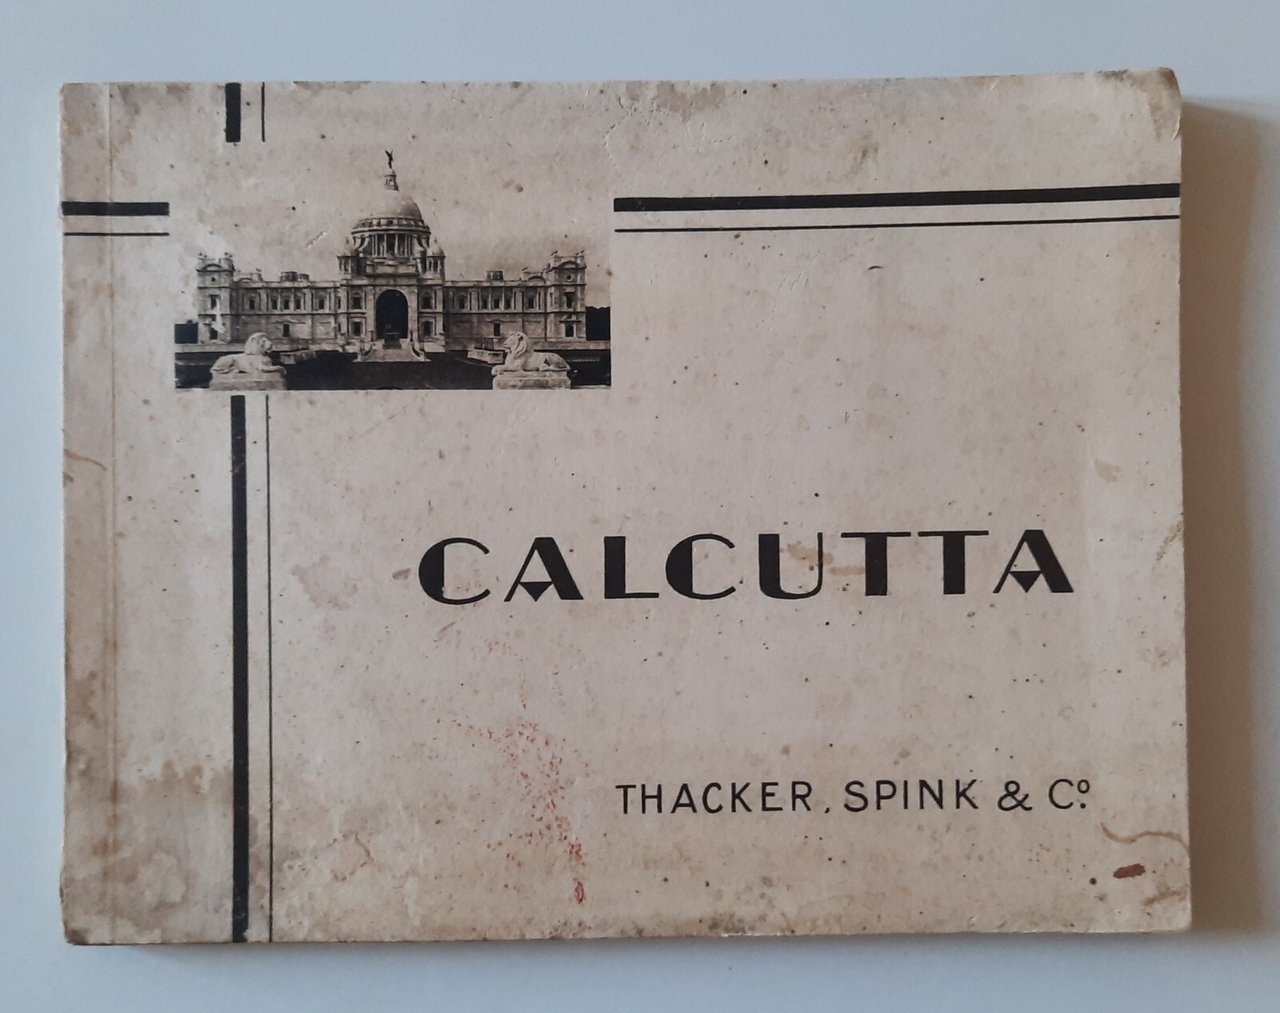 CALCUTTA
THACKER, SPINK & Cº.